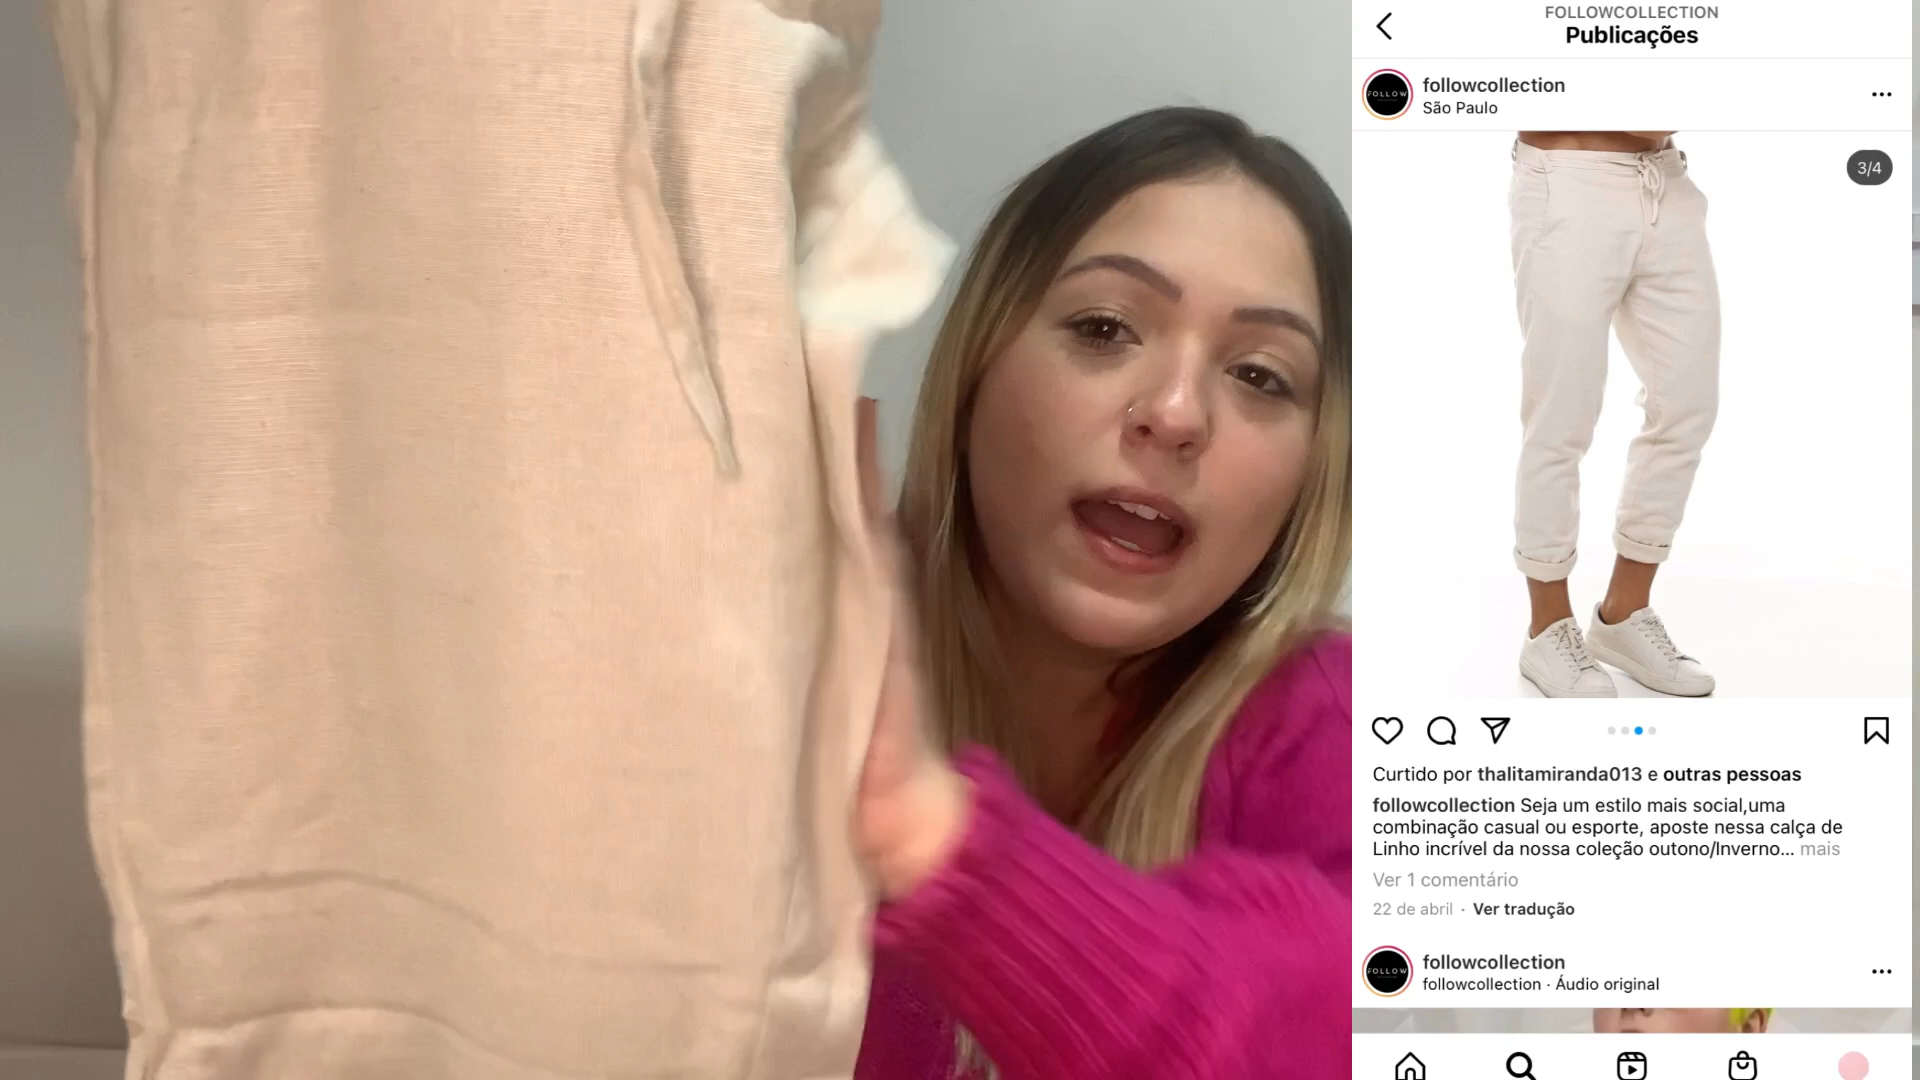 FOLLOWCOLLECTION
Publicações
FOLLOW
followcollection
São Paulo
3/4
Curtido por thalitamiranda013 e outras pessoas
followcollection Seja um estilo mais social,uma
combinação casual ou esporte, aposte nessa calça de
Linho incrível da nossa coleção outono/Inverno... mais
Ver 1 comentário
22 de abril · Ver tradução
FOLLOW
followcollection
followcollection · Áudio original